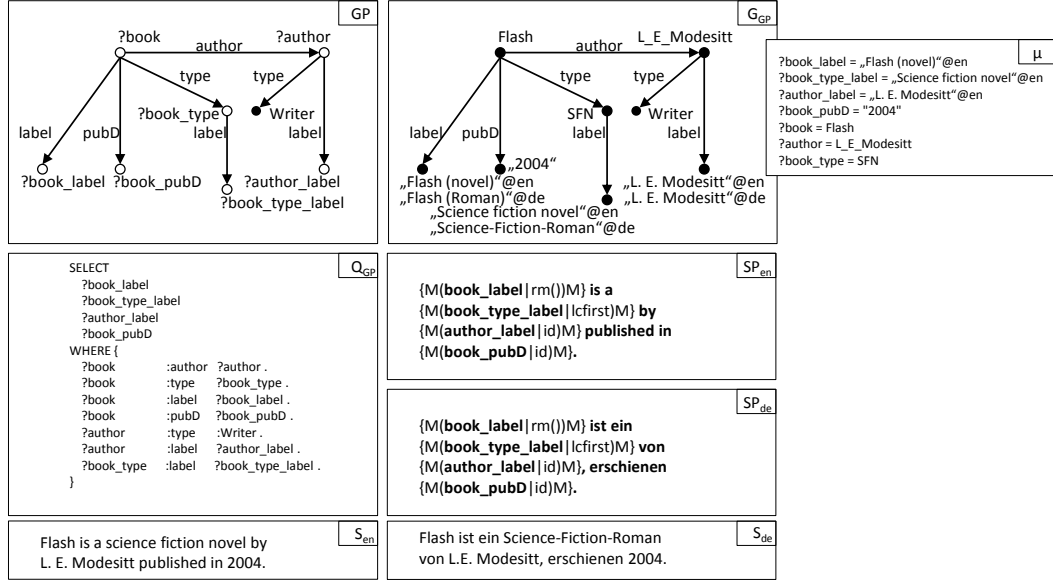 GP
?book
?author
author
type
type
?book_type
Writer
label
pubD
label
label
?book_label
?book_pubD
?author_label
?book_type_label
G_GP
Flash
L_E_Modesitt
author
type
type
SFN
Writer
label
pubD
label
label
„2004“
„Flash (novel)“@en
„L. E. Modesitt“@en
„Flash (Roman)“@de
„L. E. Modesitt“@de
„Science fiction novel“@en
„Science-Fiction-Roman“@de
μ
?book_label = „Flash (novel)“@en
?book_type_label = „Science fiction novel“@en
?author_label = „L. E. Modesitt“@en
?book_pubD = "2004"
?book = Flash
?author = L_E_Modesitt
?book_type = SFN
Q_GP
SELECT
?book_label
?book_type_label
?author_label
?book_pubD
WHERE {
?book :author ?author .
?book :type ?book_type .
?book :label ?book_label .
?book :pubD ?book_pubD .
?author :type :Writer .
?author :label ?author_label .
?book_type :label ?book_type_label .
}
SP_en
{M(book_label|rm())M} is a
{M(book_type_label|lcfirst)M} by
{M(author_label|id)M} published in
{M(book_pubD|id)M}.
SP_de
{M(book_label|rm())M} ist ein
{M(book_type_label|lcfirst)M} von
{M(author_label|id)M}, erschienen
{M(book_pubD|id)M}.
S_en
Flash is a science fiction novel by
L. E. Modesitt published in 2004.
S_de
Flash ist ein Science-Fiction-Roman
von L.E. Modesitt, erschienen 2004.